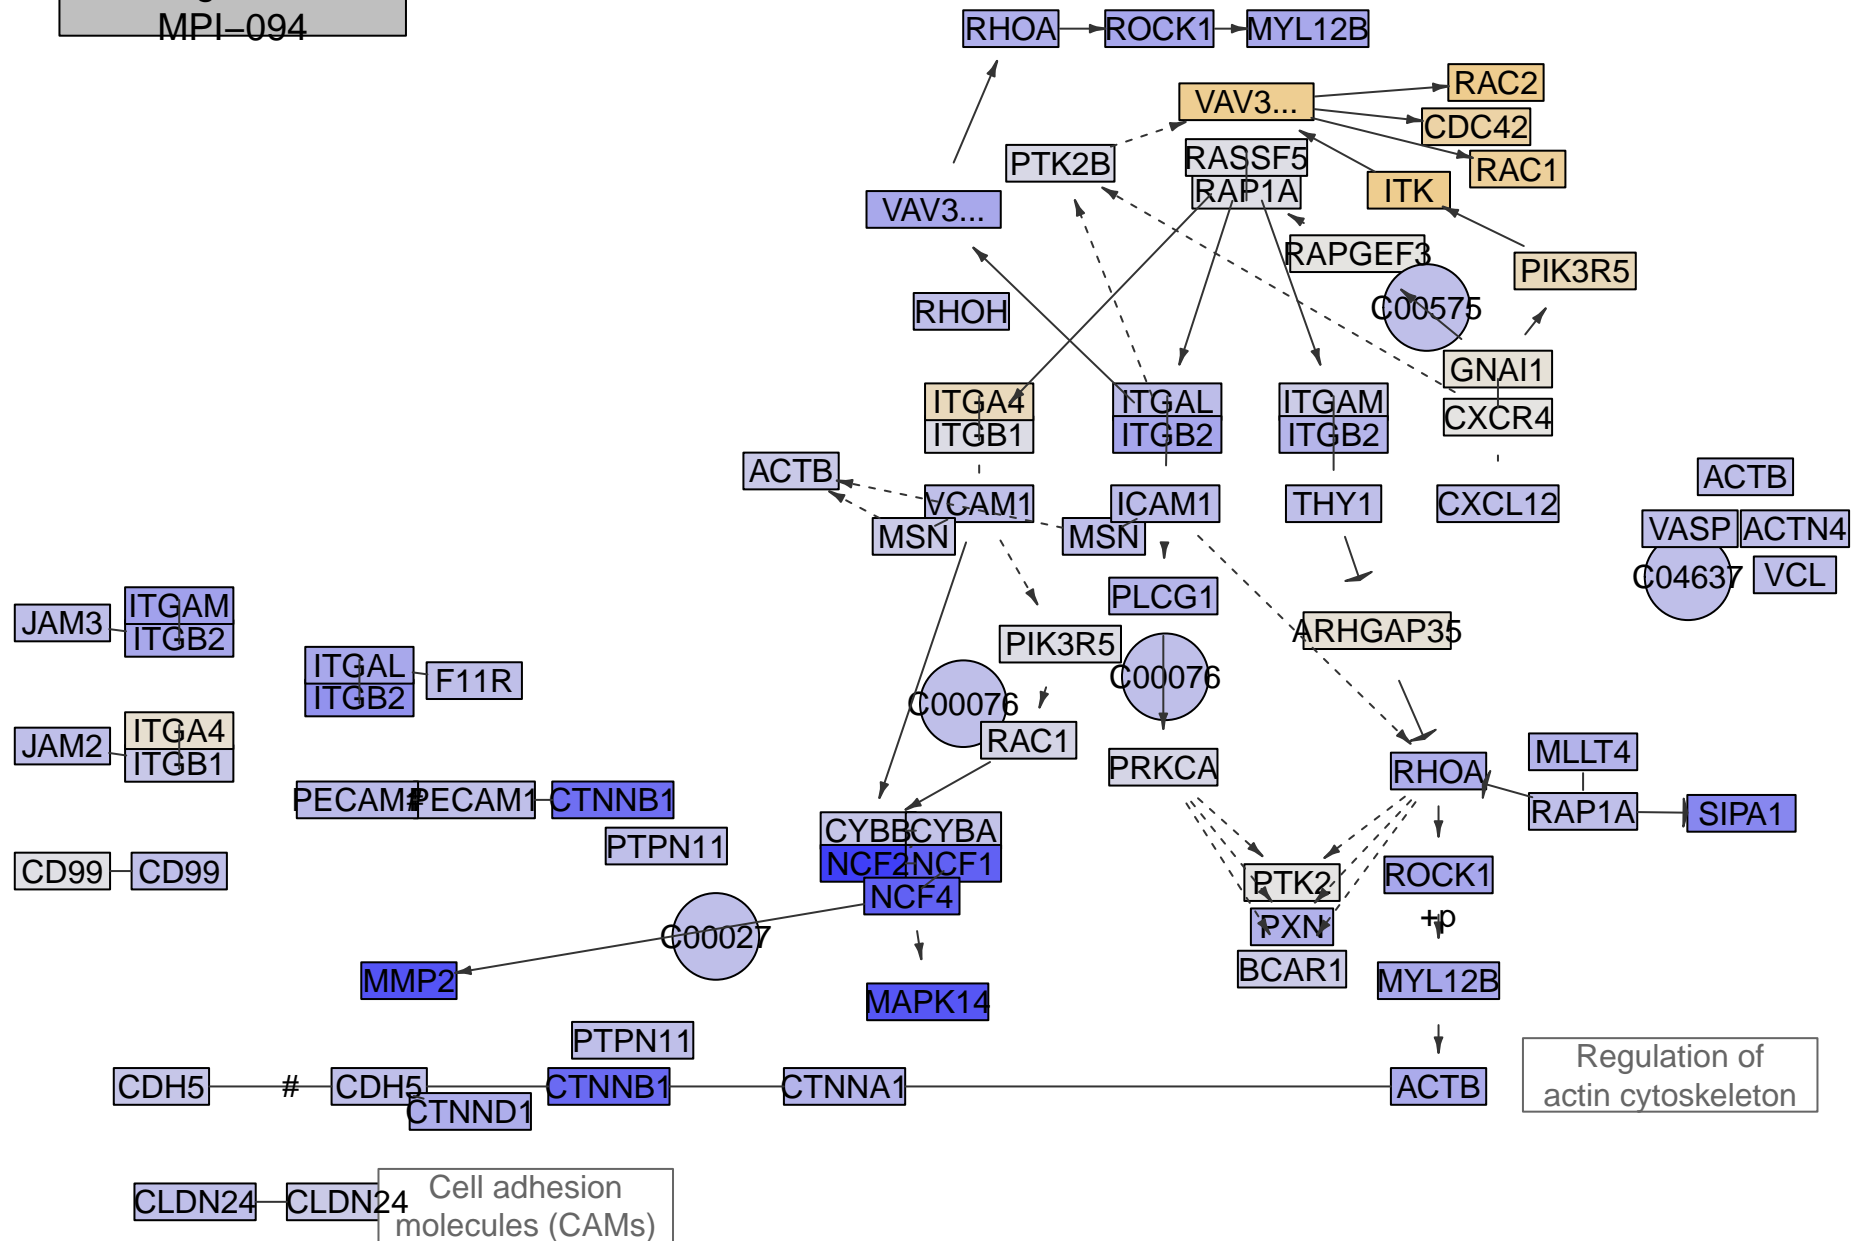 MPI–094
RHOA
ROCK1
MYL12B
RAC2
VAV3...
CDC42
RASSF5
PTK2B
RAC1
RAP1A
ITK
VAV3...
RAPGEF3
PIK3R5
C00575
RHOH
GNAI1
ITGA4
ITGAL
ITGAM
CXCR4
ITGB1
ITGB2
ITGB2
ACTB
ACTB
VCAM1
ICAM1
THY1
CXCL12
MSN
MSN
VASP
ACTN4
C04637
VCL
PLCG1
ITGAM
JAM3
ITGB2
ARHGAP35
PIK3R5
ITGAL
F11R
ITGB2
C00076
C00076
ITGA4
JAM2
ITGB1
RAC1
PRKCA
RHOA
MLLT4
PECAM1
#
PECAM1
CTNNB1
RAP1A
SIPA1
CYBB
CYBA
PTPN11
NCF2
NCF1
CD99
CD99
PTK2
ROCK1
NCF4
+p
PXN
C00027
BCAR1
MMP2
MYL12B
MAPK14
PTPN11
CDH5
#
CDH5
CTNNB1
CTNNA1
ACTB
CTNND1
Regulation of
actin cytoskeleton
CLDN24
CLDN24
Cell adhesion
molecules (CAMs)